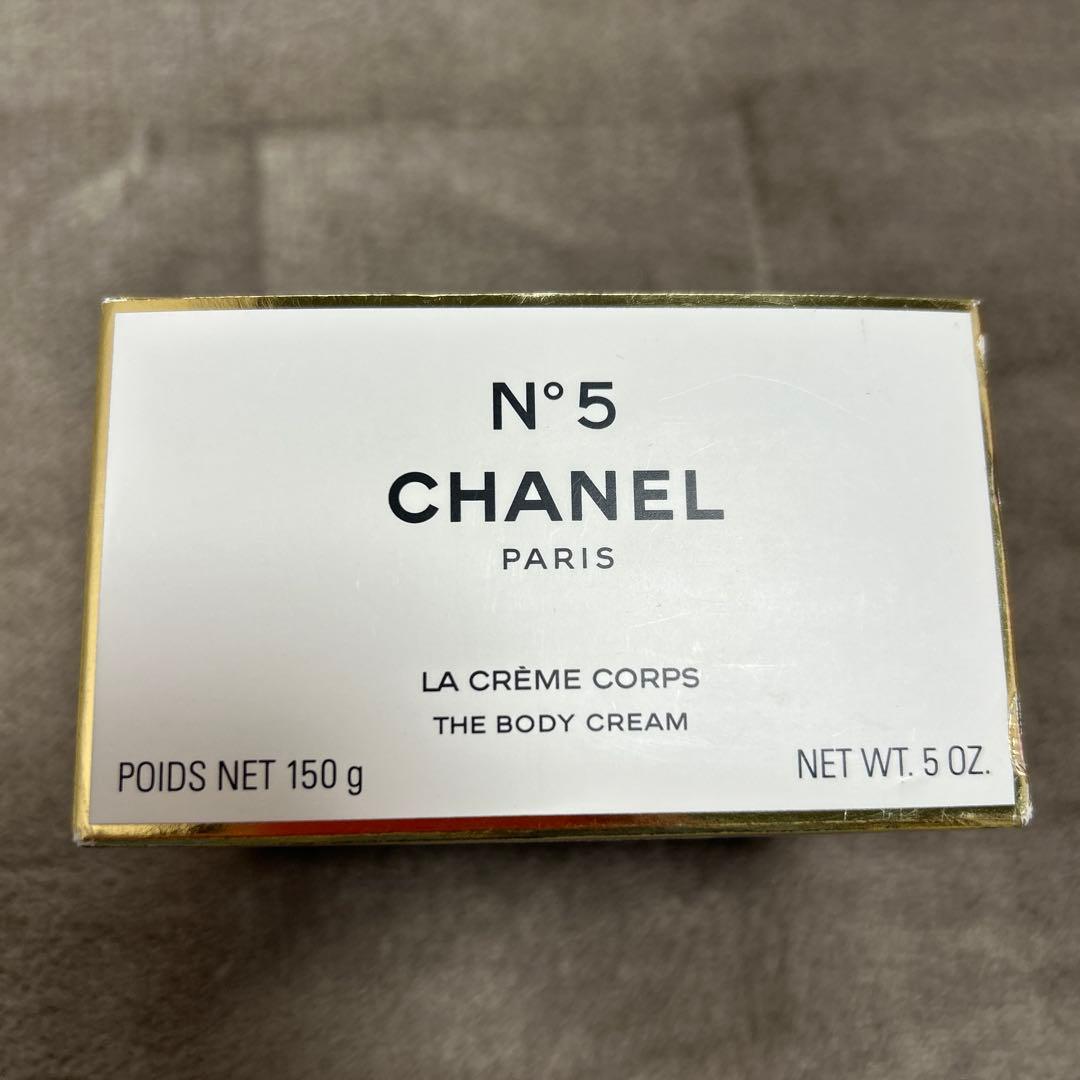 N° 5
CHANEL
PARIS
LA CRÈME CORPS
THE BODY CREAM
POIDS NET 150 g
NET WT. 5 OZ.